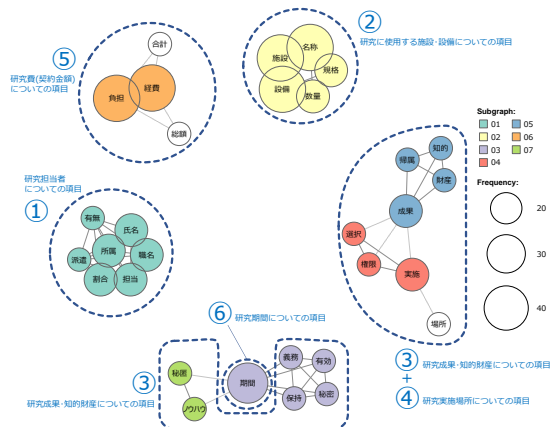 ⑤
研究費(契約金額)
についての項目
合計
負担
経費
総額
②
研究に使用する施設・設備についての項目
名称
施設
規格
設備
数量
Subgraph:
01
05
02
06
03
07
04
Frequency:
20
30
40
知的
帰属
財産
成果
選択
権限
実施
場所
研究担当者
についての項目
①
有無
氏名
所属
職名
派遣
割合
担当
⑥
研究期間についての項目
③
研究成果・知的財産についての項目
秘匿
ノウハウ
期間
義務
有効
保持
秘密
③
研究成果・知的財産についての項目
+
④
研究実施場所についての項目